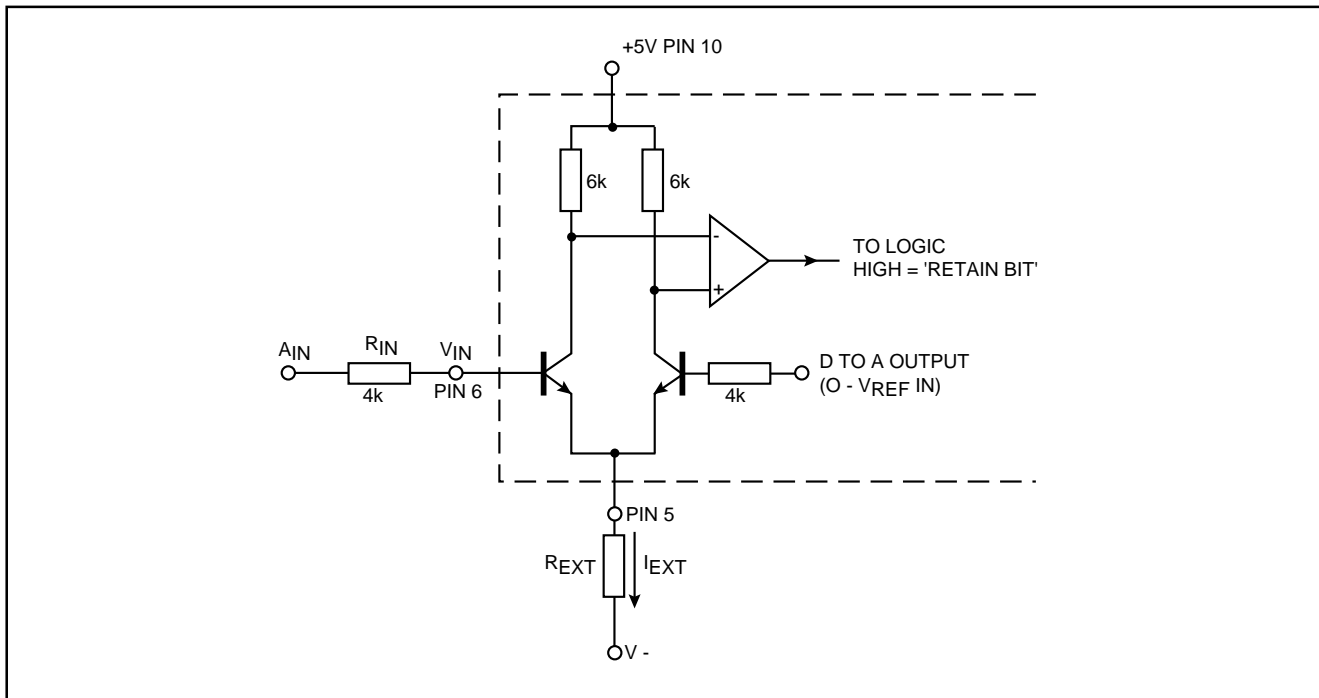 +5V PIN 10
6k
6k
-
+
TO LOGIC
HIGH = 'RETAIN BIT'
AIN
RIN
4k
VIN
PIN 6
4k
D TO A OUTPUT
(O - VREF IN)
PIN 5
REXT
IEXT
V -